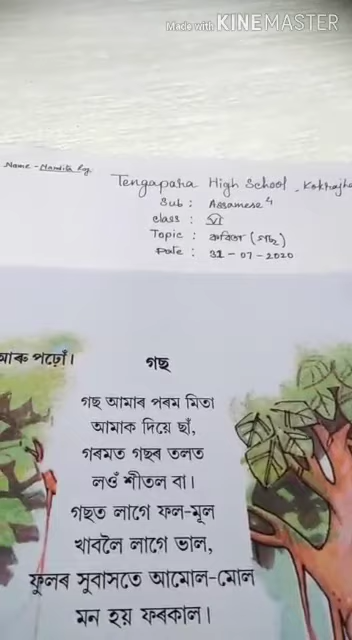 Made with KINEMASTER
Name - Mandita Roy
Tengapara High School, Kokrajha
Sub : Assamese
class : VI
Topic : কবিতা (গছ)
Date : 31-07-2020
আৰু পঢ়োঁ।
গছ
গছ আমাৰ পৰম মিতা
আমাক দিয়ে ছাঁ,
গৰমত গছৰ তলত
লওঁ শীতল বা।
গছত লাগে ফল-মূল
খাবলৈ লাগে ভাল,
ফুলৰ সুবাসতে আমোল-মোল
মন হয় ফৰকাল।